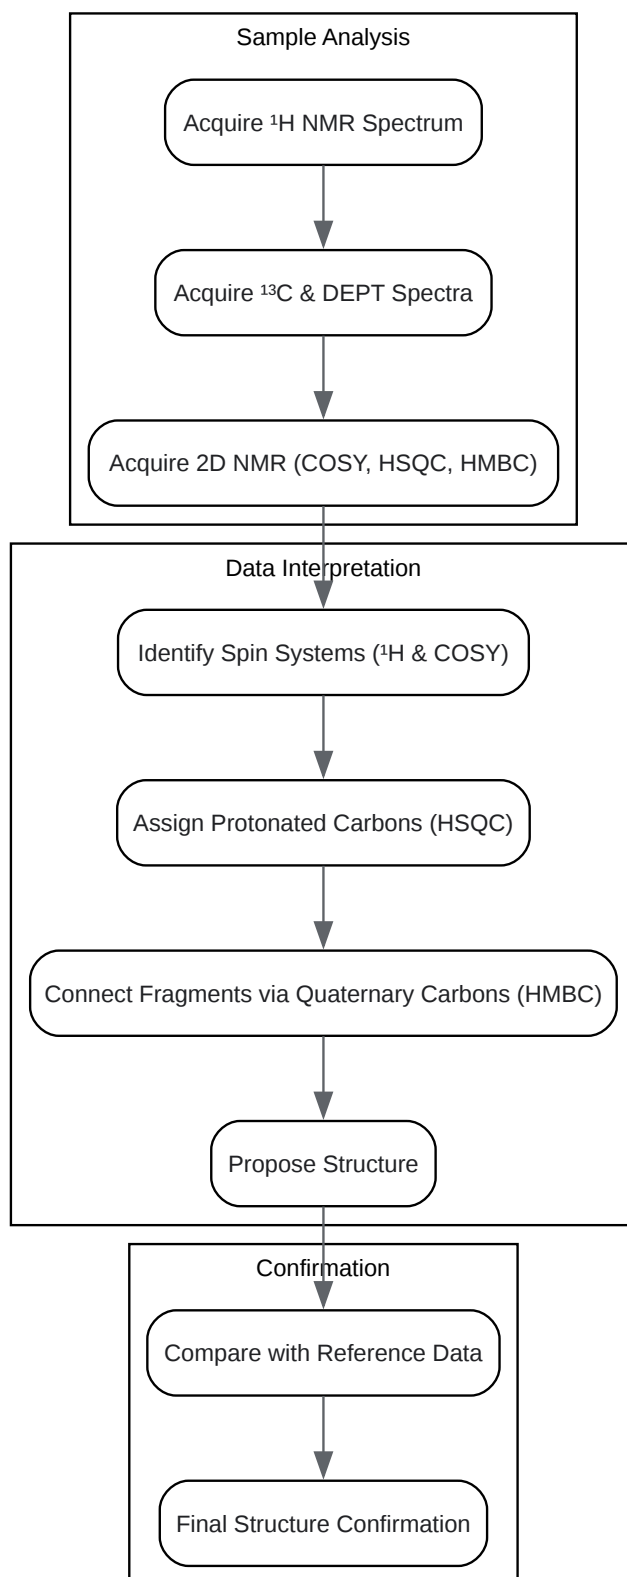 Sample Analysis
Acquire ¹H NMR Spectrum
Acquire ¹³C & DEPT Spectra
Acquire 2D NMR (COSY, HSQC, HMBC)
Data Interpretation
Identify Spin Systems (¹H & COSY)
Assign Protonated Carbons (HSQC)
Connect Fragments via Quaternary Carbons (HMBC)
Propose Structure
Confirmation
Compare with Reference Data
Final Structure Confirmation